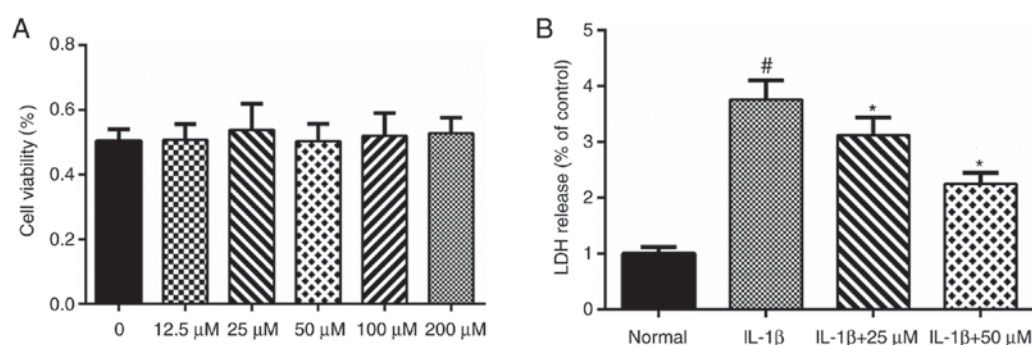 A
Cell viability (%)
0.8
0.6
0.4
0.2
0.0
0 12.5 μM 25 μM 50 μM 100 μM 200 μM
B
LDH release (% of control)
5
4
3
2
1
0
#
*
*
Normal IL-1β IL-1β+25 μM IL-1β+50 μM